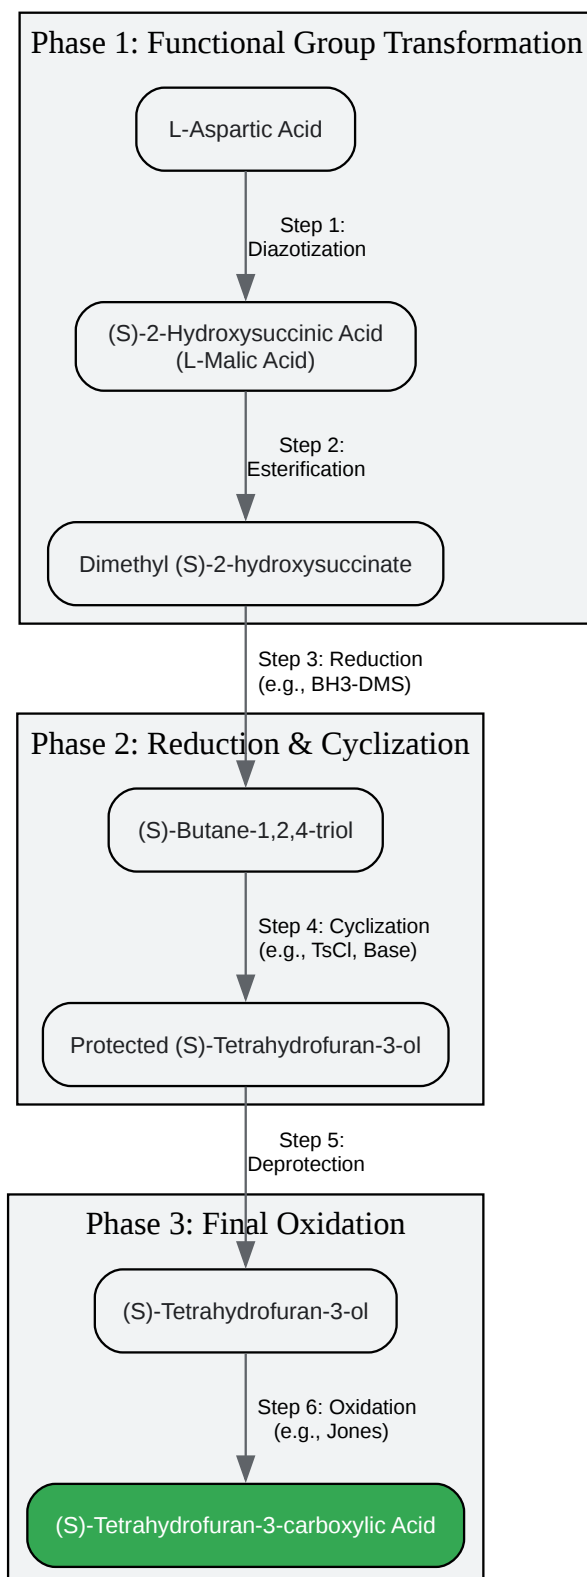 Phase 1: Functional Group Transformation
L-Aspartic Acid
Step 1:
Diazotization
(S)-2-Hydroxysuccinic Acid
(L-Malic Acid)
Step 2:
Esterification
Dimethyl (S)-2-hydroxysuccinate
Step 3: Reduction
(e.g., BH3-DMS)
Phase 2: Reduction & Cyclization
(S)-Butane-1,2,4-triol
Step 4: Cyclization
(e.g., TsCl, Base)
Protected (S)-Tetrahydrofuran-3-ol
Step 5:
Deprotection
Phase 3: Final Oxidation
(S)-Tetrahydrofuran-3-ol
Step 6: Oxidation
(e.g., Jones)
(S)-Tetrahydrofuran-3-carboxylic Acid